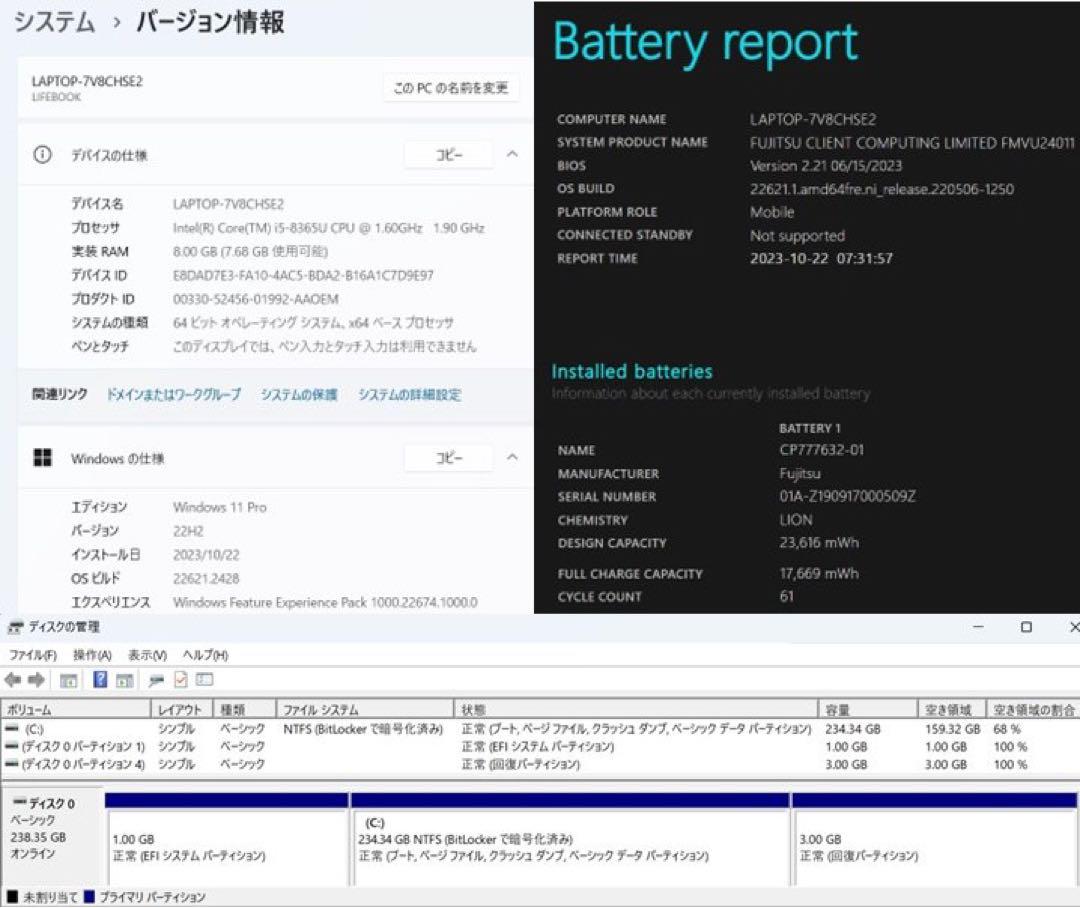 システム › バージョン情報
LAPTOP-7V8CHSE2
LIFEBOOK
この PC の名前を変更
デバイスの仕様
コピー
デバイス名 LAPTOP-7V8CHSE2
プロセッサ Intel(R) Core(TM) i5-8365U CPU @ 1.60GHz 1.90 GHz
実装 RAM 8.00 GB (7.68 GB 使用可能)
デバイス ID E8DAD7E3-FA10-4AC5-BDA2-B16A1C7D9E97
プロダクト ID 00330-52456-01992-AAOEM
システムの種類 64 ビット オペレーティング システム、x64 ベース プロセッサ
ペンとタッチ このディスプレイでは、ペン入力とタッチ入力は利用できません
関連リンク ドメインまたはワークグループ システムの保護 システムの詳細設定
Windows の仕様
コピー
エディション Windows 11 Pro
バージョン 22H2
インストール日 2023/10/22
OS ビルド 22621.2428
エクスペリエンス Windows Feature Experience Pack 1000.22674.1000.0
Battery report
COMPUTER NAME LAPTOP-7V8CHSE2
SYSTEM PRODUCT NAME FUJITSU CLIENT COMPUTING LIMITED FMVU24011
BIOS Version 2.21 06/15/2023
OS BUILD 22621.1.amd64fre.ni_release.220506-1250
PLATFORM ROLE Mobile
CONNECTED STANDBY Not supported
REPORT TIME 2023-10-22 07:31:57
Installed batteries
Information about each currently installed battery
BATTERY 1
NAME CP777632-01
MANUFACTURER Fujitsu
SERIAL NUMBER 01A-Z190917000509Z
CHEMISTRY LION
DESIGN CAPACITY 23,616 mWh
FULL CHARGE CAPACITY 17,669 mWh
CYCLE COUNT 61
ディスクの管理
ファイル(F) 操作(A) 表示(V) ヘルプ(H)
ボリューム レイアウト 種類 ファイル システム 状態 容量 空き領域 空き領域の割合
(C:) シンプル ベーシック NTFS (BitLocker で暗号化済み) 正常 (ブート, ページ ファイル, クラッシュ ダンプ, ベーシック データ パーティション) 234.34 GB 159.32 GB 68 %
(ディスク 0 パーティション 1) シンプル ベーシック 正常 (EFI システム パーティション) 1.00 GB 1.00 GB 100 %
(ディスク 0 パーティション 4) シンプル ベーシック 正常 (回復パーティション) 3.00 GB 3.00 GB 100 %
ディスク 0
ベーシック
238.35 GB
オンライン
1.00 GB
正常 (EFI システム パーティション)
(C:)
234.34 GB NTFS (BitLocker で暗号化済み)
正常 (ブート, ページ ファイル, クラッシュ ダンプ, ベーシック データ パーティション)
3.00 GB
正常 (回復パーティション)
未割り当て プライマリ パーティション